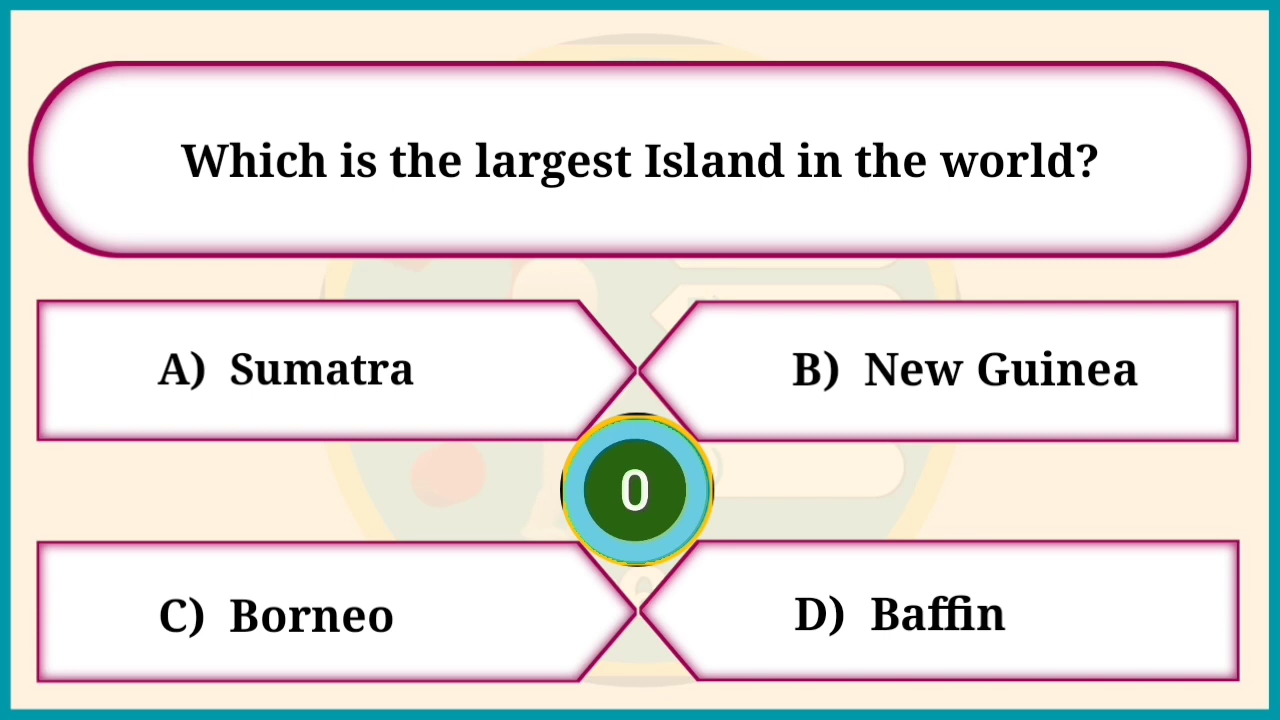 Which is the largest Island in the world?
A) Sumatra
B) New Guinea
0
C) Borneo
D) Baffin